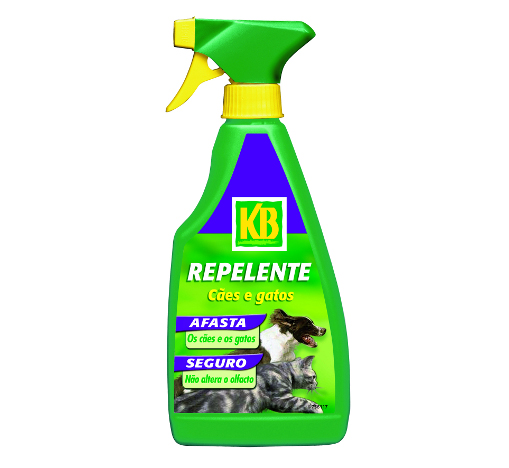 KB
REPELENTE
Cães e gatos
AFASTA
Os cães e os gatos
SEGURO
Não altera o olfacto